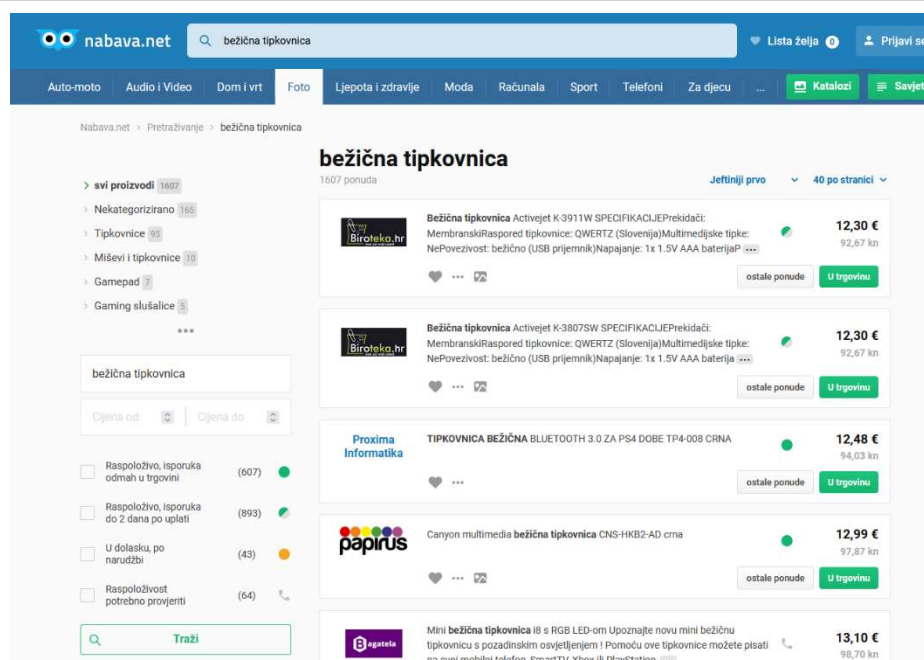 nabava.net
bežična tipkovnica
Lista želja 0
Prijavi se
Auto-moto Audio i Video Dom i vrt Foto Ljepota i zdravlje Moda Računala Sport Telefoni Za djecu ... Katalozi Savjet
Nabava.net > Pretraživanje > bežična tipkovnica
bežična tipkovnica
1607 ponuda
Jeftiniji prvo
40 po stranici
svi proizvodi 1607
Nekategorizirano 165
Tipkovnice 95
Miševi i tipkovnice 10
Gamepad 7
Gaming slušalice 5
bežična tipkovnica
Cijena od Cijena do
Raspoloživo, isporuka
odmah u trgovini (607)
Raspoloživo, isporuka
do 2 dana po uplati (893)
U dolasku, po
narudžbi (43)
Raspoloživost
potrebno provjeriti (64)
Traži
Biroteka.hr
Bežična tipkovnica Activejet K-3911W SPECIFIKACIJEPrekidači:
MembranskiRaspored tipkovnice: QWERTZ (Slovenija)Multimedijske tipke:
NePovezivost: bežično (USB prijemnik)Napajanje: 1x 1.5V AAA baterijaP ...
12,30 €
92,67 kn
ostale ponude
U trgovinu
Biroteka.hr
Bežična tipkovnica Activejet K-3807SW SPECIFIKACIJEPrekidači:
MembranskiRaspored tipkovnice: QWERTZ (Slovenija)Multimedijske tipke:
NePovezivost: bežično (USB prijemnik)Napajanje: 1x 1.5V AAA baterija ...
12,30 €
92,67 kn
ostale ponude
U trgovinu
Proxima
Informatika
TIPKOVNICA BEŽIČNA BLUETOOTH 3.0 ZA PS4 DOBE TP4-008 CRNA
12,48 €
94,03 kn
ostale ponude
U trgovinu
papirus
Canyon multimedia bežična tipkovnica CNS-HKB2-AD crna
12,99 €
97,87 kn
ostale ponude
U trgovinu
Bagatela
Mini bežična tipkovnica i8 s RGB LED-om Upoznajte novu mini bežičnu
tipkovnicu s pozadinskim osvjetljenjem ! Pomoću ove tipkovnice možete pisati
na svoj mobilni telefon, SmartTV, Xbox ili PlayStation
13,10 €
98,70 kn